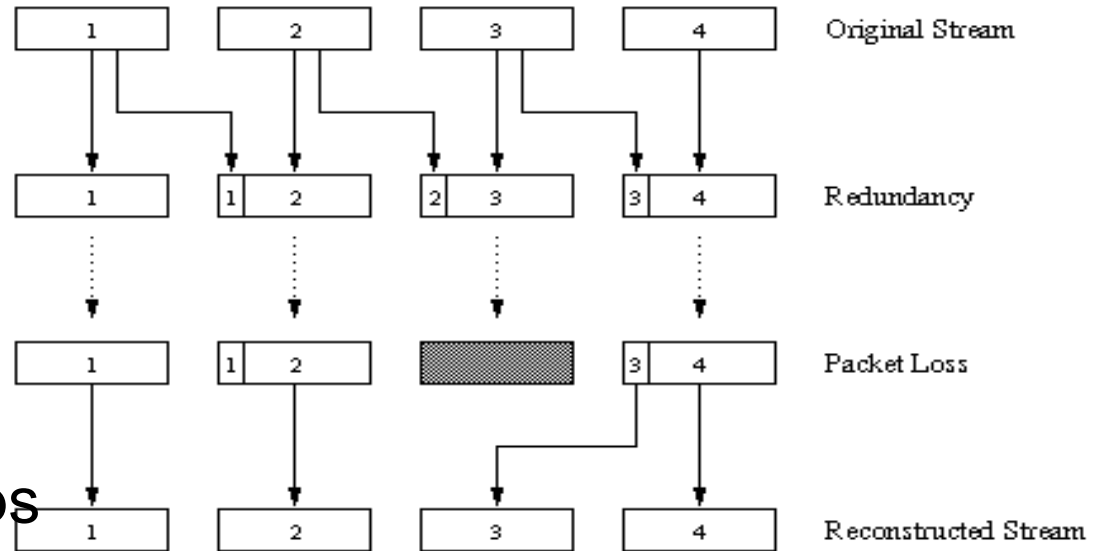 1 2 3 4 Original Stream
1 1 2 2 3 3 4 Redundancy
1 1 2 3 4 Packet Loss
1 2 3 4 Reconstructed Stream